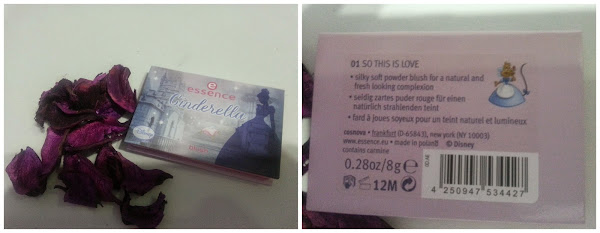 essence
Cinderella
01 SO THIS IS LOVE
• silky soft powder blush for a natural and
fresh looking complexion
• seidig zartes puder rouge für einen
natürlich strahlenden teint
• fard à joues soyeux pour un teint naturel et lumineux
cosnova • frankfurt (D-65843), new york (NY 10003)
www.essence.eu • made in poland • © Disney
contains carmine
0.28oz/8g e
12M
4 250947 534427